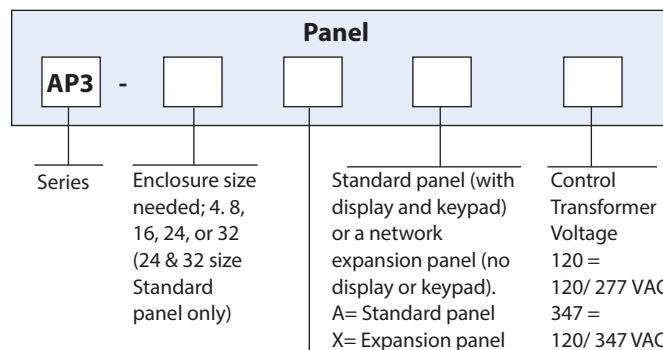 Panel
AP3 -
Series
Enclosure size
needed; 4. 8,
16, 24, or 32
(24 & 32 size
Standard
panel only)
Standard panel (with
display and keypad)
or a network
expansion panel (no
display or keypad).
A= Standard panel
X= Expansion panel
Control
Transformer
Voltage
120 =
120/ 277 VAC
347 =
120/ 347 VAC